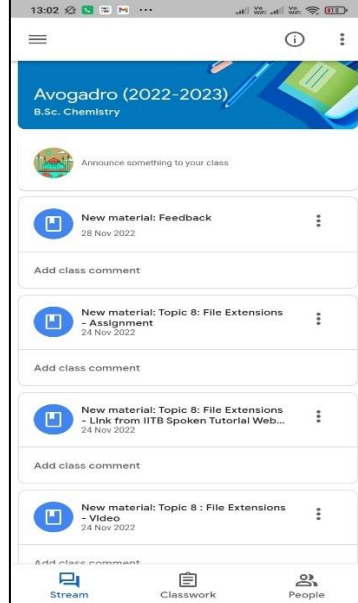 13:02
Avogadro (2022-2023)
B.Sc. Chemistry
Announce something to your class
New material: Feedback
28 Nov 2022
Add class comment
New material: Topic 8: File Extensions
- Assignment
24 Nov 2022
Add class comment
New material: Topic 8: File Extensions
- Link from IITB Spoken Tutorial Web...
24 Nov 2022
Add class comment
New material: Topic 8 : File Extensions
- Video
24 Nov 2022
Add class comment
Stream
Classwork
People